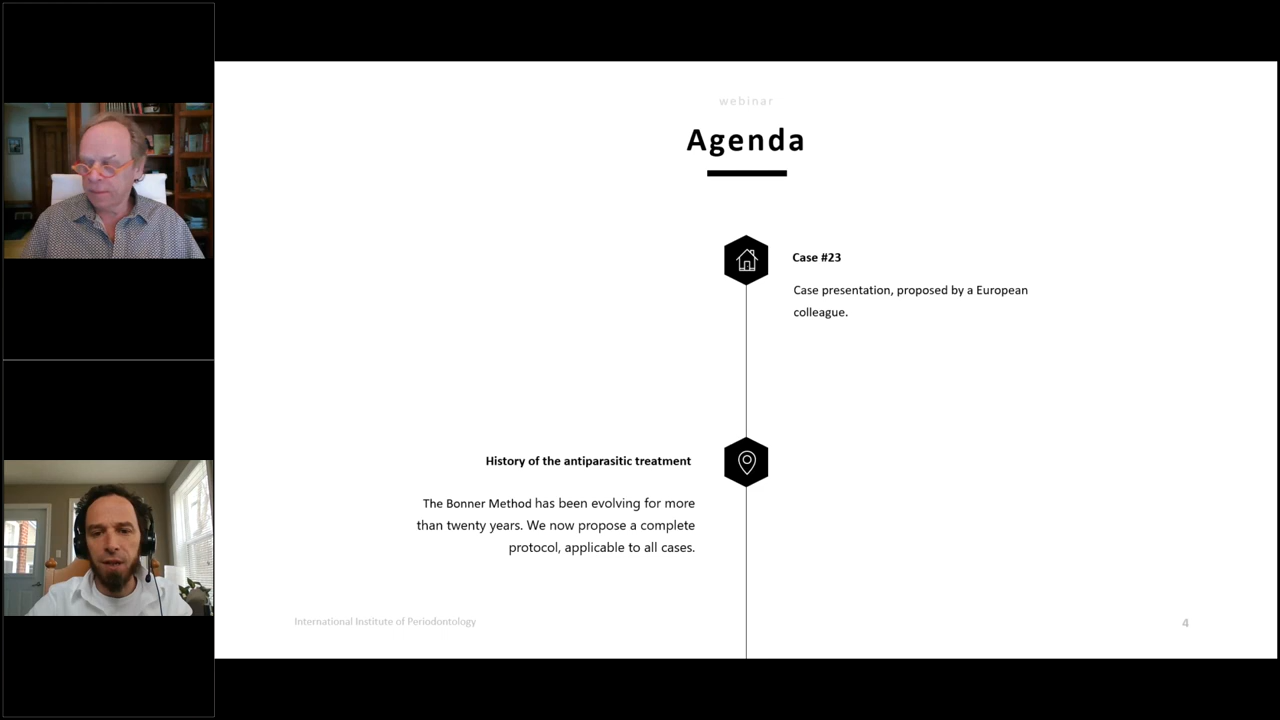 webinar
Agenda
Case #23
Case presentation, proposed by a European
colleague.
History of the antiparasitic treatment
The Bonner Method has been evolving for more
than twenty years. We now propose a complete
protocol, applicable to all cases.
International Institute of Periodontology
4